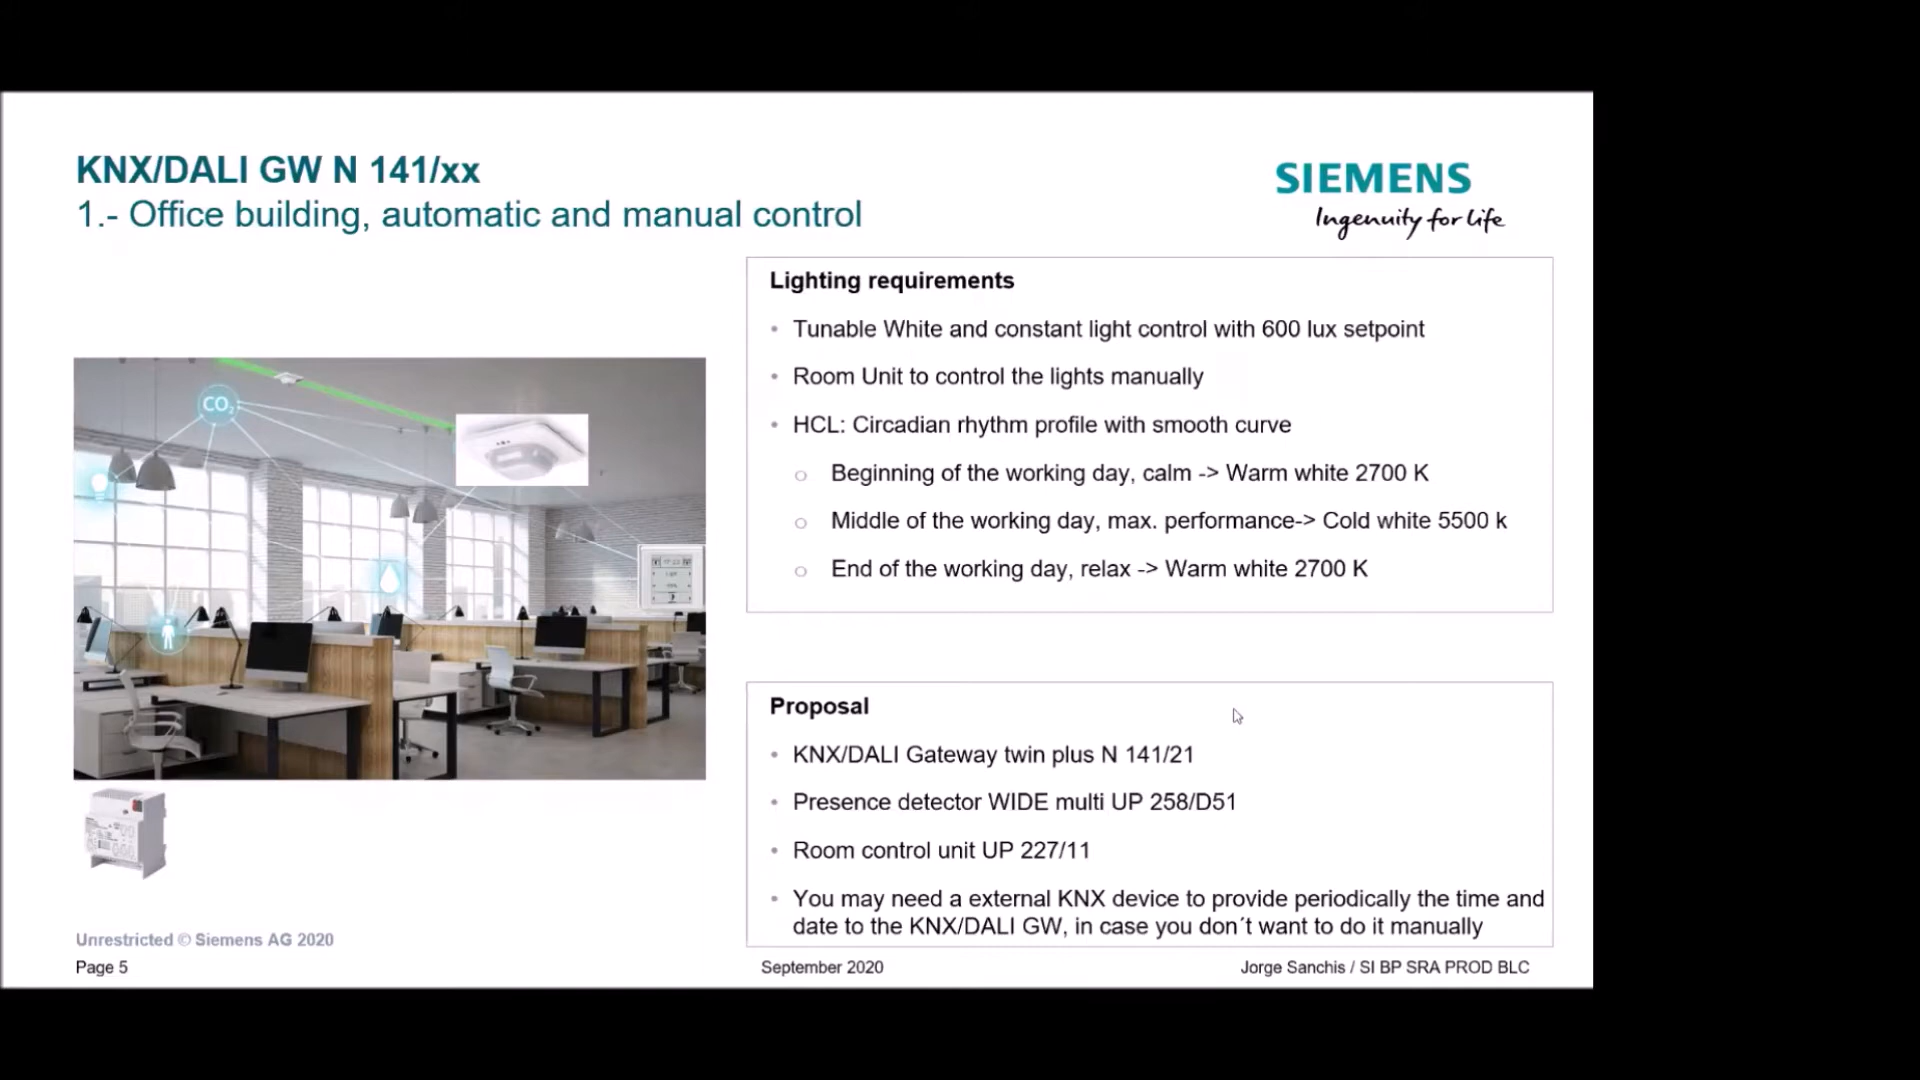 KNX/DALI GW N 141/xx
1.- Office building, automatic and manual control
SIEMENS
Ingenuity for life
Lighting requirements
• Tunable White and constant light control with 600 lux setpoint
• Room Unit to control the lights manually
• HCL: Circadian rhythm profile with smooth curve
o Beginning of the working day, calm -> Warm white 2700 K
o Middle of the working day, max. performance-> Cold white 5500 k
o End of the working day, relax -> Warm white 2700 K
CO₂
Proposal
• KNX/DALI Gateway twin plus N 141/21
• Presence detector WIDE multi UP 258/D51
• Room control unit UP 227/11
• You may need a external KNX device to provide periodically the time and
date to the KNX/DALI GW, in case you don´t want to do it manually
Unrestricted © Siemens AG 2020
Page 5
September 2020
Jorge Sanchis / SI BP SRA PROD BLC